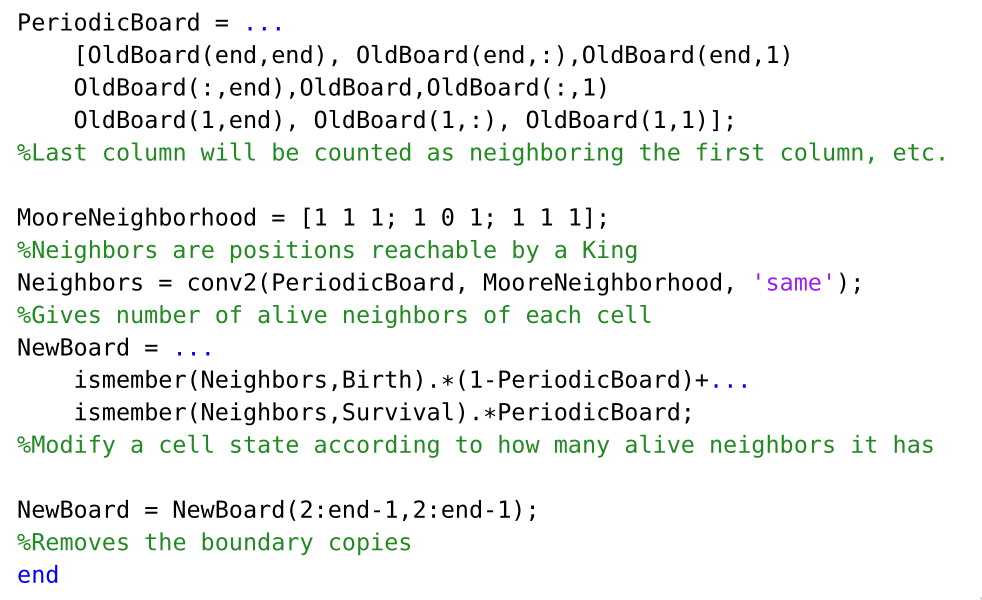 PeriodicBoard = ...
    [OldBoard(end,end), OldBoard(end,:),OldBoard(end,1)
    OldBoard(:,end),OldBoard,OldBoard(:,1)
    OldBoard(1,end), OldBoard(1,:), OldBoard(1,1)];
%Last column will be counted as neighboring the first column, etc.

MooreNeighborhood = [1 1 1; 1 0 1; 1 1 1];
%Neighbors are positions reachable by a King
Neighbors = conv2(PeriodicBoard, MooreNeighborhood, 'same');
%Gives number of alive neighbors of each cell
NewBoard = ...
    ismember(Neighbors,Birth).*(1-PeriodicBoard)+...
    ismember(Neighbors,Survival).*PeriodicBoard;
%Modify a cell state according to how many alive neighbors it has

NewBoard = NewBoard(2:end-1,2:end-1);
%Removes the boundary copies
end